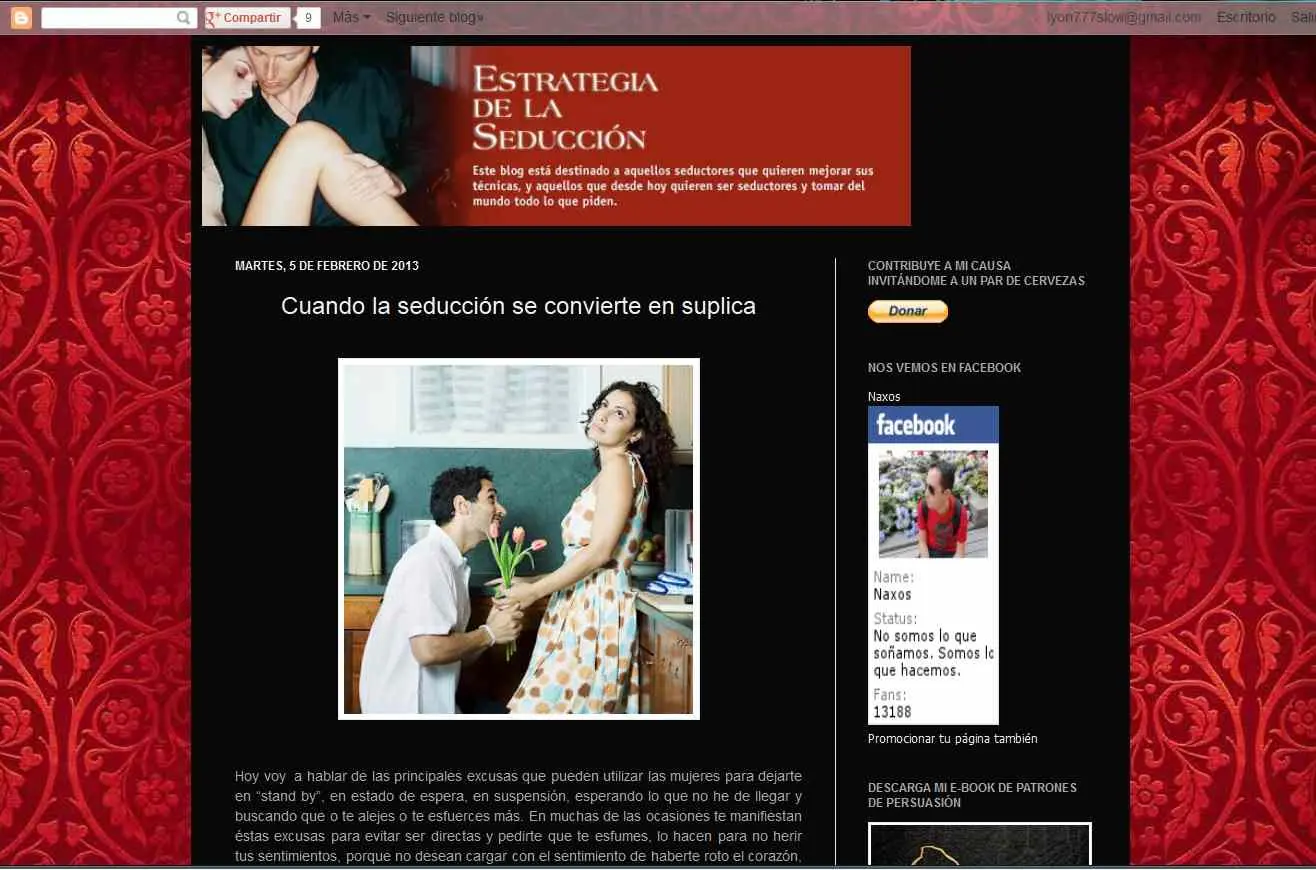 Compartir
9
Más
Siguiente blog»
lyon777slow@gmail.com
Escritorio
ESTRATEGIA
DE LA
SEDUCCIÓN
Este blog está destinado a aquellos seductores que quieren mejorar sus
técnicas, y aquellos que desde hoy quieren ser seductores y tomar del
mundo todo lo que piden.
MARTES, 5 DE FEBRERO DE 2013
Cuando la seducción se convierte en suplica
Hoy voy a hablar de las principales excusas que pueden utilizar las mujeres para dejarte
en “stand by”, en estado de espera, en suspensión, esperando lo que no he de llegar y
buscando que o te alejes o te esfuerces más. En muchas de las ocasiones te manifiestan
éstas excusas para evitar ser directas y pedirte que te esfumes, lo hacen para no herir
tus sentimientos, porque no desean cargar con el sentimiento de haberte roto el corazón,
CONTRIBUYE A MI CAUSA
INVITÁNDOME A UN PAR DE CERVEZAS
Donar
NOS VEMOS EN FACEBOOK
Naxos
facebook
Name:
Naxos
Status:
No somos lo que
soñamos. Somos lo
que hacemos.
Fans:
13188
Promocionar tu página también
DESCARGA MI E-BOOK DE PATRONES
DE PERSUASIÓN